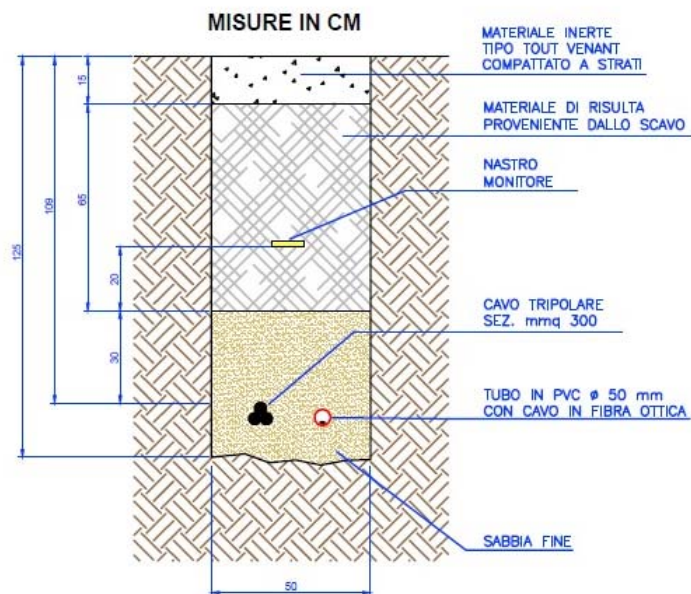 MISURE IN CM
MATERIALE INERTE
TIPO TOUT VENANT
COMPATTATO A STRATI
MATERIALE DI RISULTA
PROVENIENTE DALLO SCAVO
NASTRO
MONITORE
CAVO TRIPOLARE
SEZ. mmq 300
TUBO IN PVC ø 50 mm
CON CAVO IN FIBRA OTTICA
SABBIA FINE
15
65
109
125
20
30
50